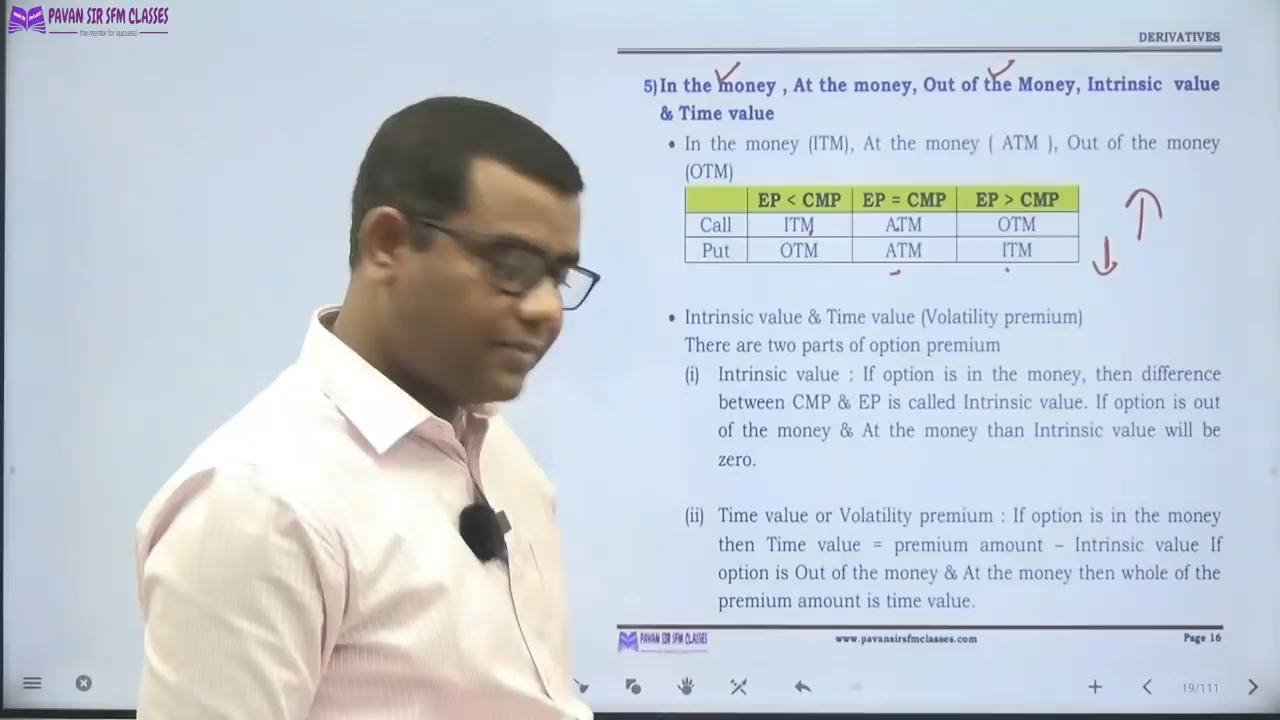 PAVAN SIR SFM CLASSES
the mentor for success!
DERIVATIVES
5) In the money , At the money, Out of the Money, Intrinsic value
& Time value
• In the money (ITM), At the money ( ATM ), Out of the money
(OTM)
EP < CMP EP = CMP EP > CMP
Call ITM ATM OTM
Put OTM ATM ITM
• Intrinsic value & Time value (Volatility premium)
There are two parts of option premium
(i) Intrinsic value : If option is in the money, then difference
between CMP & EP is called Intrinsic value. If option is out
of the money & At the money than Intrinsic value will be
zero.
(ii) Time value or Volatility premium : If option is in the money
then Time value = premium amount – Intrinsic value If
option is Out of the money & At the money then whole of the
premium amount is time value.
PAVAN SIR SFM CLASSES
www.pavansirsfmclasses.com
Page 16
19/111